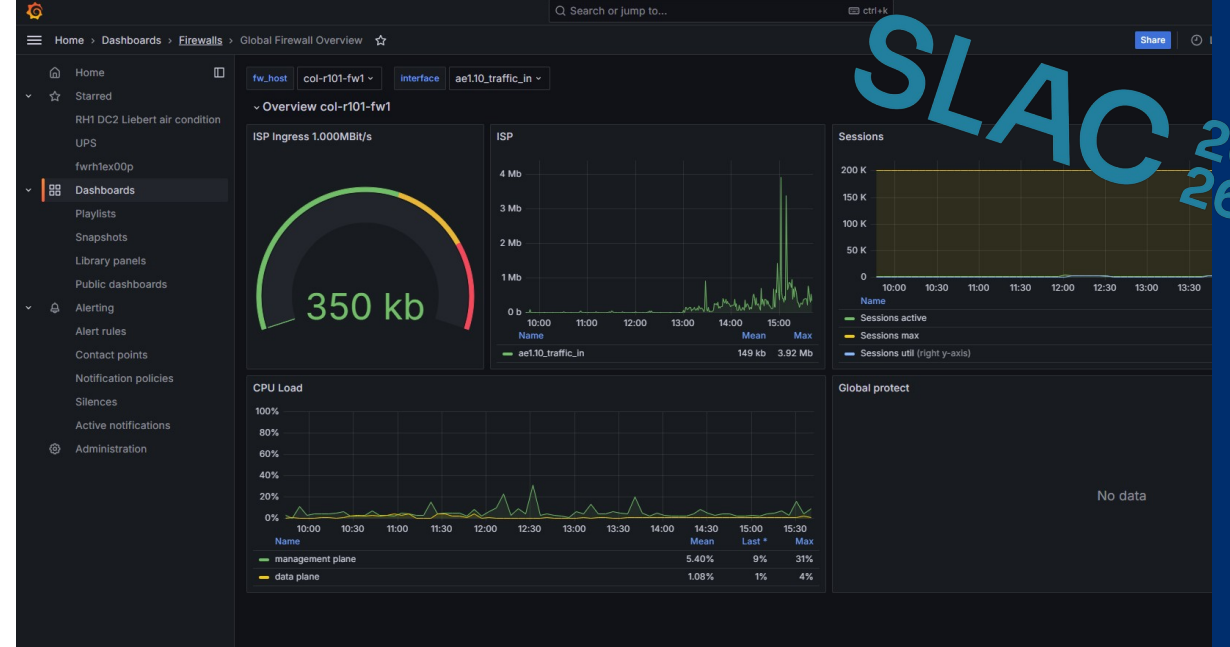 Search or jump to...
ctrl+k
Home › Dashboards › Firewalls › Global Firewall Overview
Share
SLAC
26
Home
Starred
RH1 DC2 Liebert air condition
UPS
fwrh1ex00p
Dashboards
Playlists
Snapshots
Library panels
Public dashboards
Alerting
Alert rules
Contact points
Notification policies
Silences
Active notifications
Administration
fw_host col-r101-fw1 interface ae1.10_traffic_in
Overview col-r101-fw1
ISP Ingress 1.000MBit/s
350 kb
ISP
4 Mb
3 Mb
2 Mb
1 Mb
0 b
10:00 11:00 12:00 13:00 14:00 15:00
Name Mean Max
ae1.10_traffic_in 149 kb 3.92 Mb
Sessions
200 K
150 K
100 K
50 K
0
10:00 10:30 11:00 11:30 12:00 12:30 13:00 13:30
Name
Sessions active
Sessions max
Sessions util (right y-axis)
CPU Load
100%
80%
60%
40%
20%
0%
10:00 10:30 11:00 11:30 12:00 12:30 13:00 13:30 14:00 14:30 15:00 15:30
Name Mean Last * Max
management plane 5.40% 9% 31%
data plane 1.08% 1% 4%
Global protect
No data